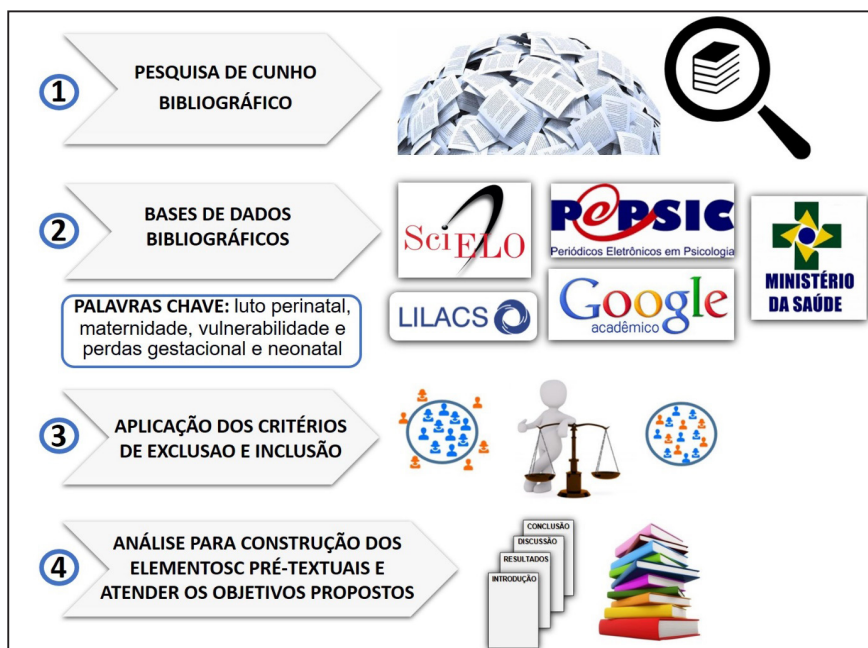 1
PESQUISA DE CUNHO
BIBLIOGRÁFICO
2
BASES DE DADOS
BIBLIOGRÁFICOS
SciELO
PePSIC
Periódicos Eletrônicos em Psicologia
MINISTÉRIO
DA SAÚDE
LILACS
Google
acadêmico
PALAVRAS CHAVE: luto perinatal,
maternidade, vulnerabilidade e
perdas gestacional e neonatal
3
APLICAÇÃO DOS CRITÉRIOS
DE EXCLUSAO E INCLUSÃO
4
ANÁLISE PARA CONSTRUÇÃO DOS
ELEMENTOSC PRÉ-TEXTUAIS E
ATENDER OS OBJETIVOS PROPOSTOS
CONCLUSÃO
DISCUSSÃO
RESULTADOS
INTRODUÇÃO